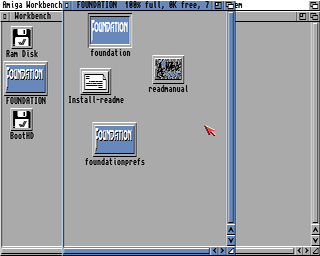 Amiga Workbench
FOUNDATION 100% full, 0K free, 7
em
Workbench
Ram Disk
FOUNDATION
FOUNDATION
BootHD
FOUNDATION
foundation
Install-readme
readmanual
FOUNDATION
foundationprefs